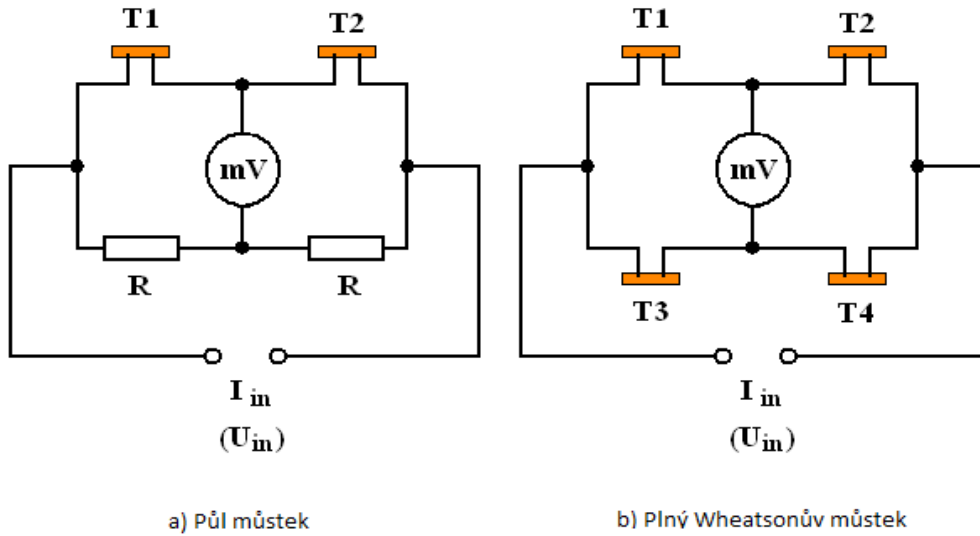 T1 T2
mV
R R
I in
(Uin)
a) Půl můstek
T1 T2
mV
T3 T4
I in
(Uin)
b) Plný Wheatsonův můstek